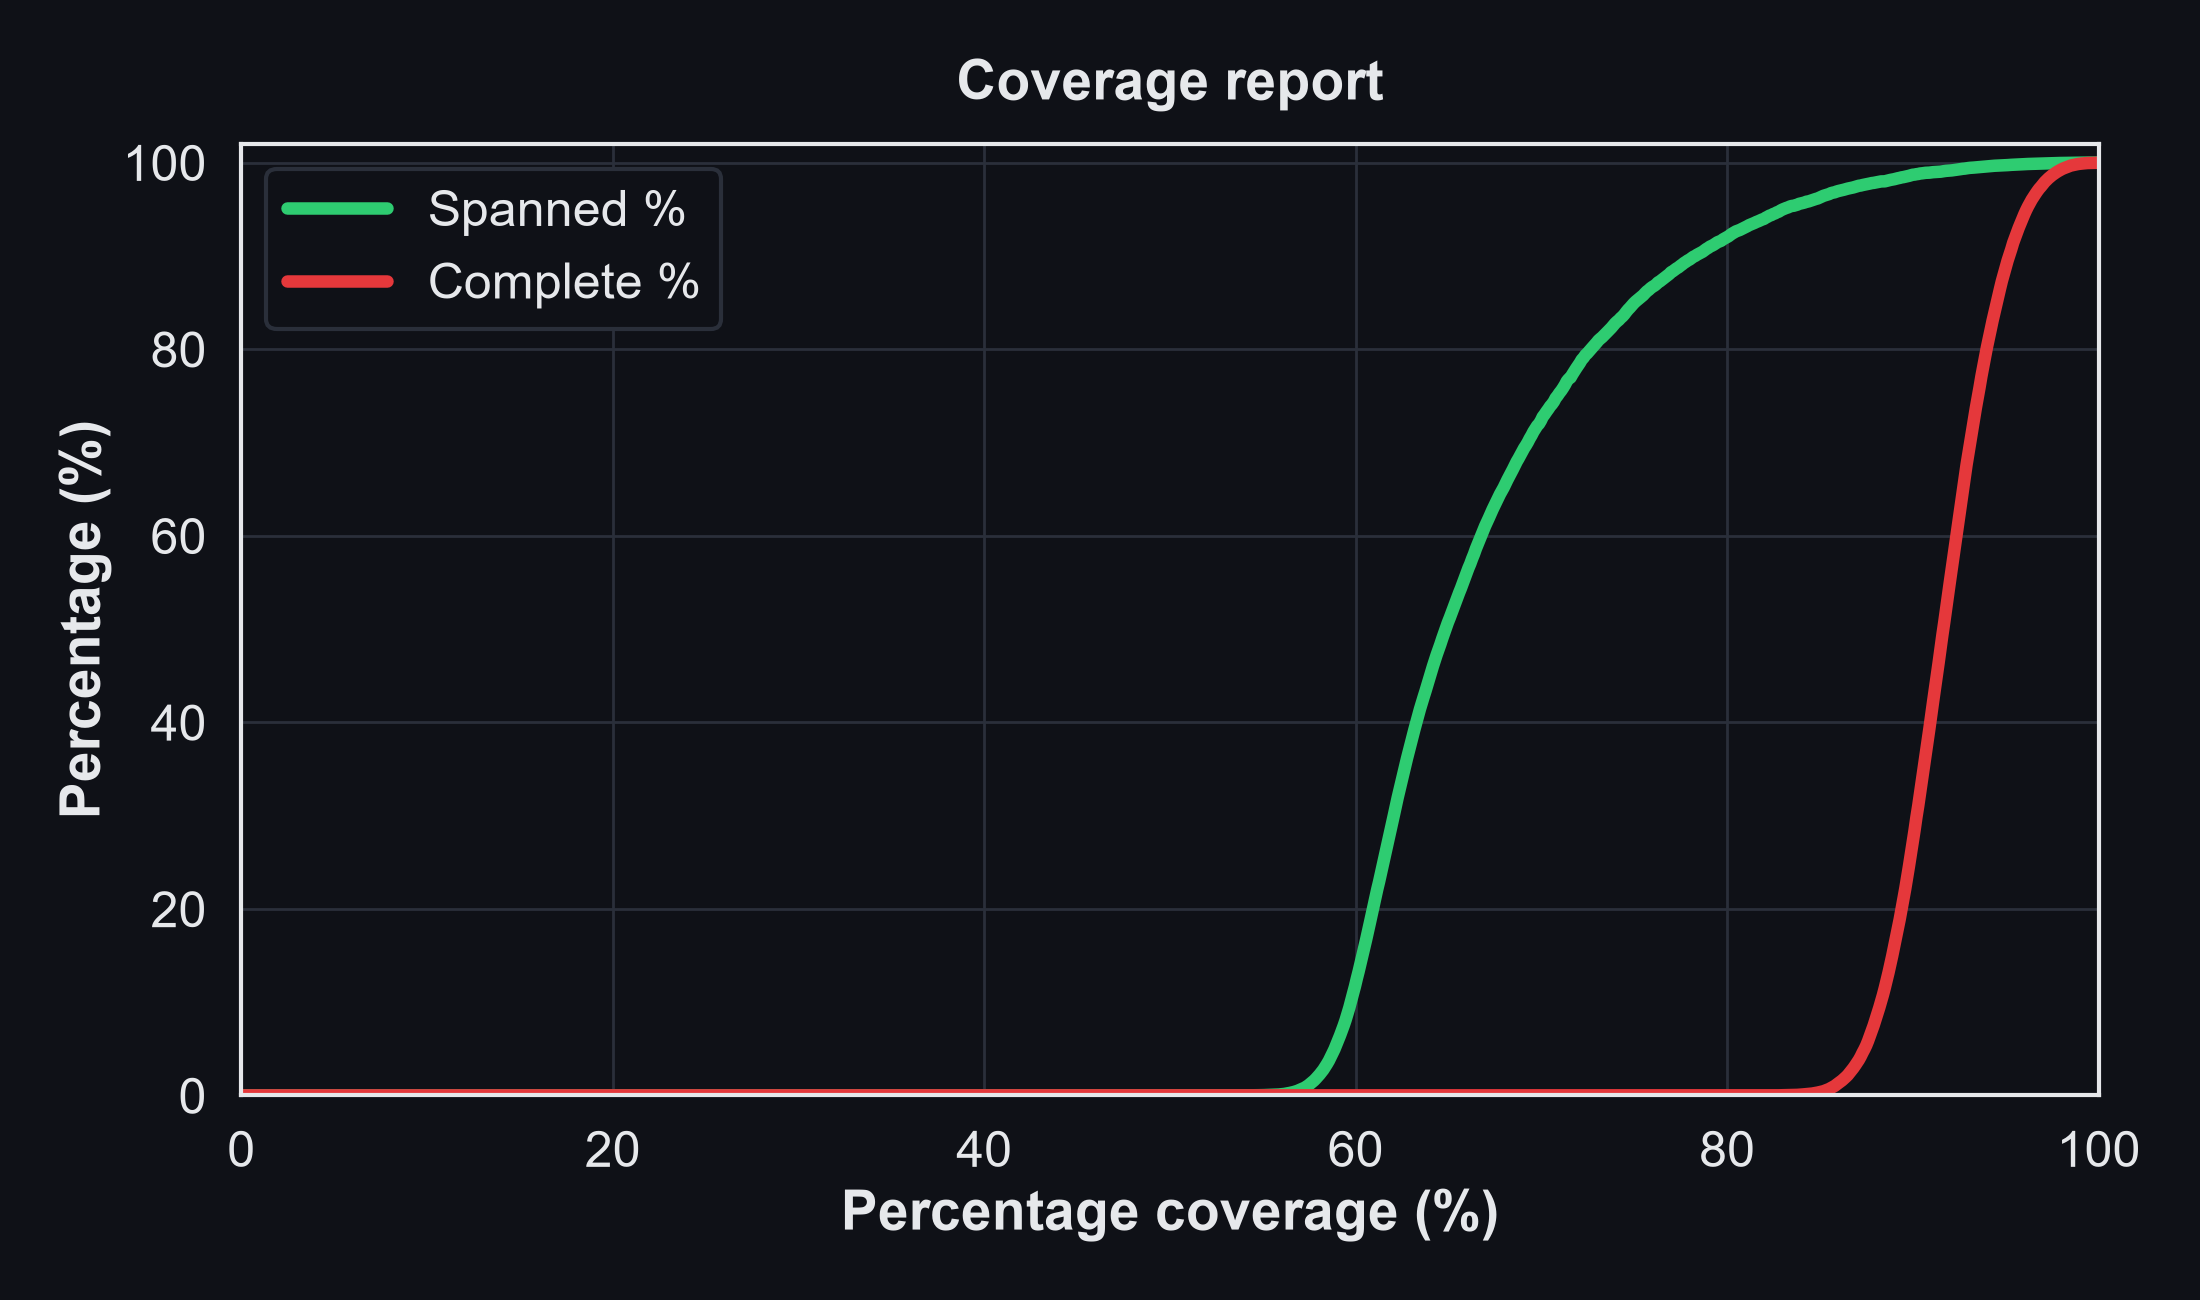 Coverage report
Spanned %
Complete %
Percentage (%)
100
80
60
40
20
0
0 20 40 60 80 100
Percentage coverage (%)